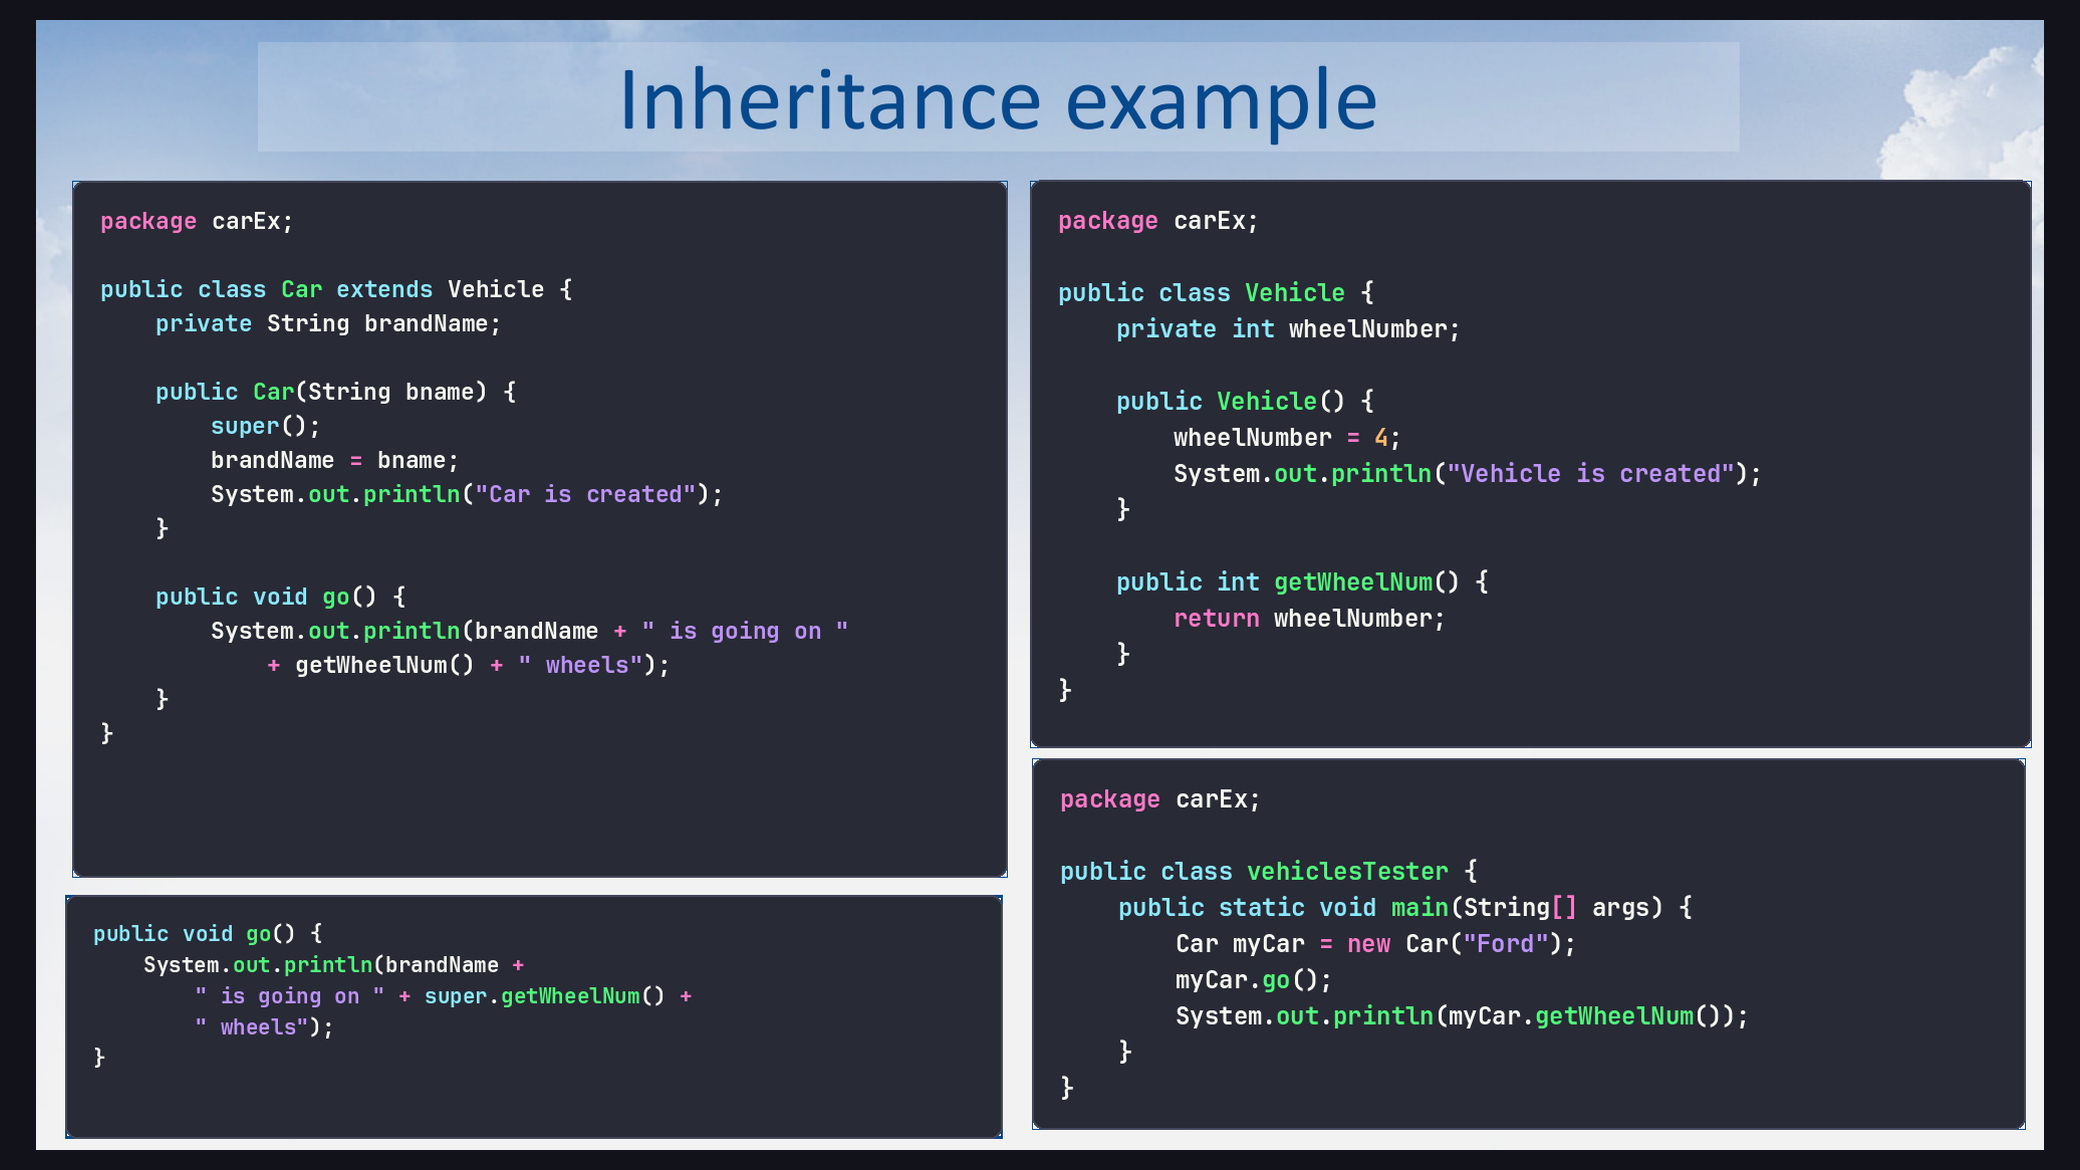 Inheritance example
package carEx;
public class Car extends Vehicle {
    private String brandName;
    public Car(String bname) {
        super();
        brandName = bname;
        System.out.println("Car is created");
    }
    public void go() {
        System.out.println(brandName + " is going on "
            + getWheelNum() + " wheels");
    }
}
public void go() {
    System.out.println(brandName +
        " is going on " + super.getWheelNum() +
        " wheels");
}
package carEx;
public class Vehicle {
    private int wheelNumber;
    public Vehicle() {
        wheelNumber = 4;
        System.out.println("Vehicle is created");
    }
    public int getWheelNum() {
        return wheelNumber;
    }
}
package carEx;
public class vehiclesTester {
    public static void main(String[] args) {
        Car myCar = new Car("Ford");
        myCar.go();
        System.out.println(myCar.getWheelNum());
    }
}